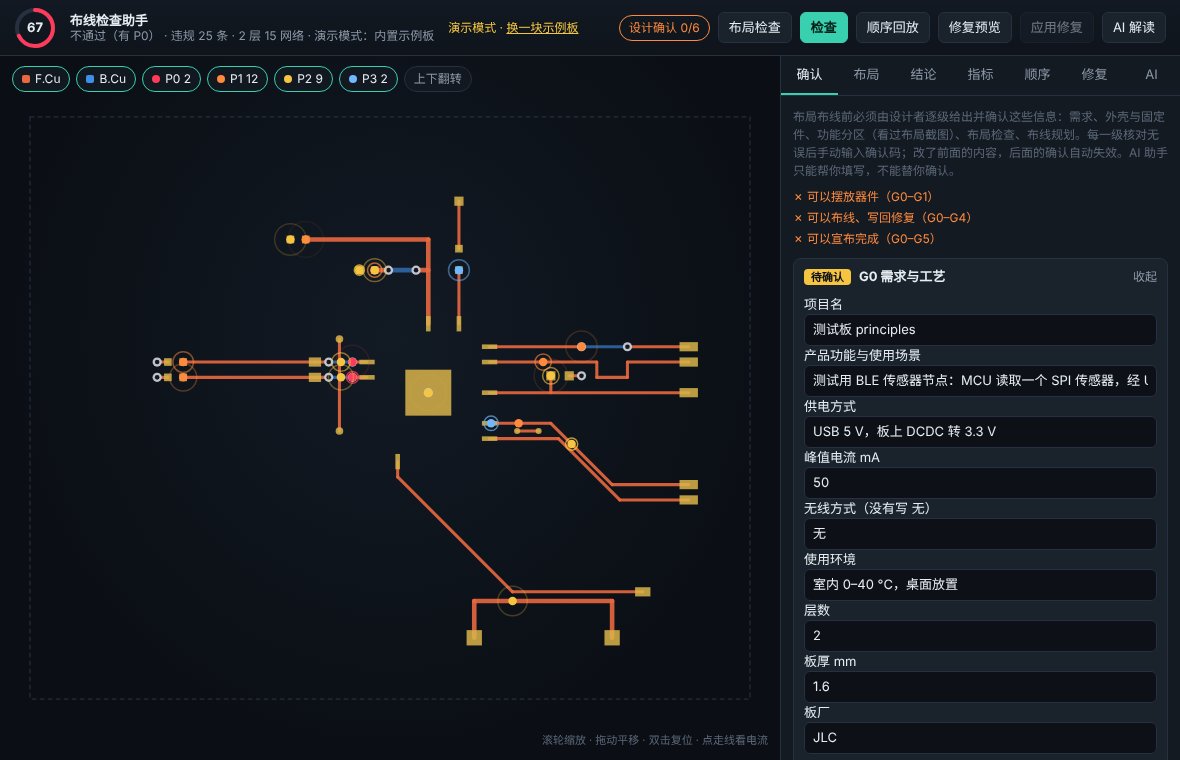 67
布线检查助手
不通过（有 P0） · 违规 25 条 · 2 层 15 网络 · 演示模式：内置示例板
演示模式 · 换一块示例板
设计确认 0/6
布局检查
检查
顺序回放
修复预览
应用修复
AI 解读
F.Cu
B.Cu
P0 2
P1 12
P2 9
P3 2
上下翻转
滚轮缩放 · 拖动平移 · 双击复位 · 点走线看电流
确认
布局
结论
指标
顺序
修复
AI
布局布线前必须由设计者逐级给出并确认这些信息：需求、外壳与固定
件、功能分区（看过布局截图）、布局检查、布线规划。每一级核对无
误后手动输入确认码；改了前面的内容，后面的确认自动失效。AI 助手
只能帮你填写，不能替你确认。
× 可以摆放器件（G0–G1）
× 可以布线、写回修复（G0–G4）
× 可以宣布完成（G0–G5）
待确认 G0 需求与工艺
收起
项目名
测试板 principles
产品功能与使用场景
测试用 BLE 传感器节点：MCU 读取一个 SPI 传感器，经 U
供电方式
USB 5 V，板上 DCDC 转 3.3 V
峰值电流 mA
50
无线方式（没有写 无）
无
使用环境
室内 0–40 °C，桌面放置
层数
2
板厚 mm
1.6
板厂
JLC